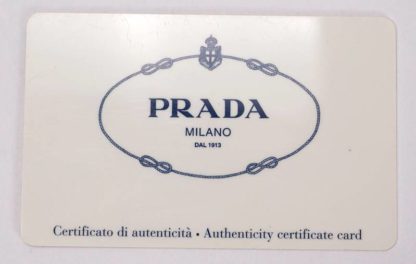 PRADA
MILANO
DAL 1913
Certificato di autenticità • Authenticity certificate card